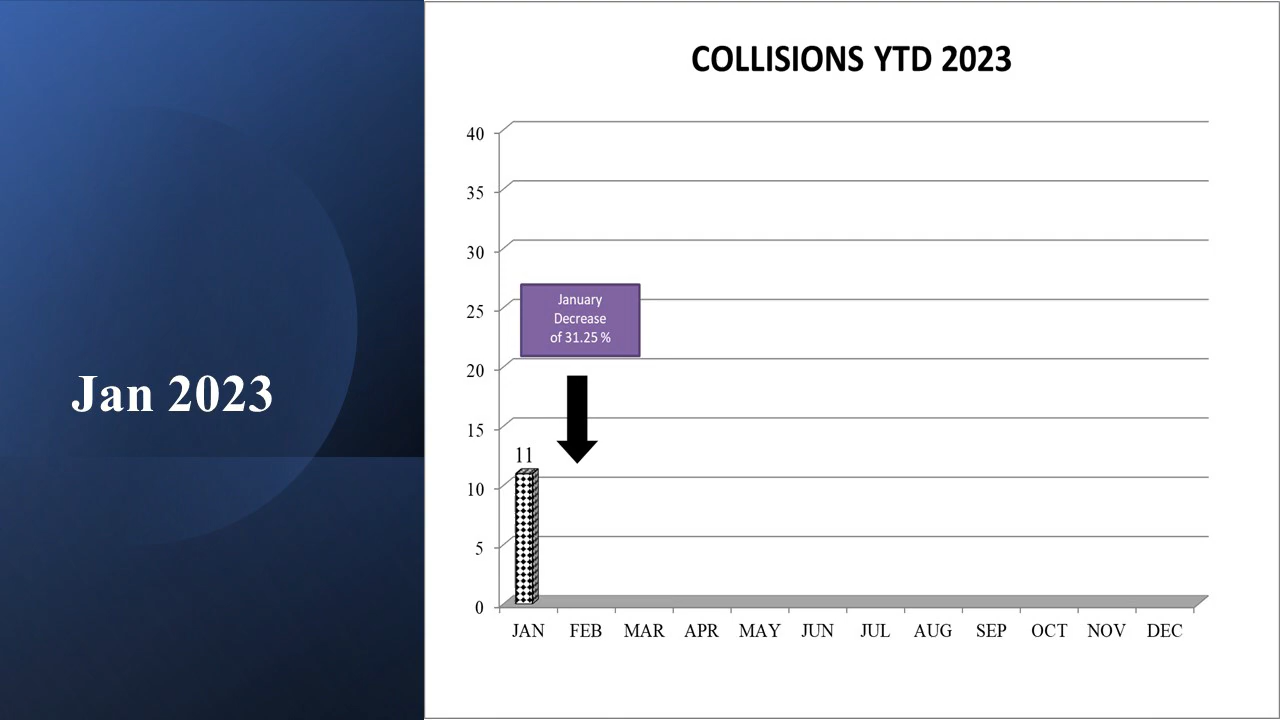 Jan 2023
COLLISIONS YTD 2023
40
35
30
25
20
15
10
5
0
January
Decrease
of 31.25 %
11
JAN FEB MAR APR MAY JUN JUL AUG SEP OCT NOV DEC